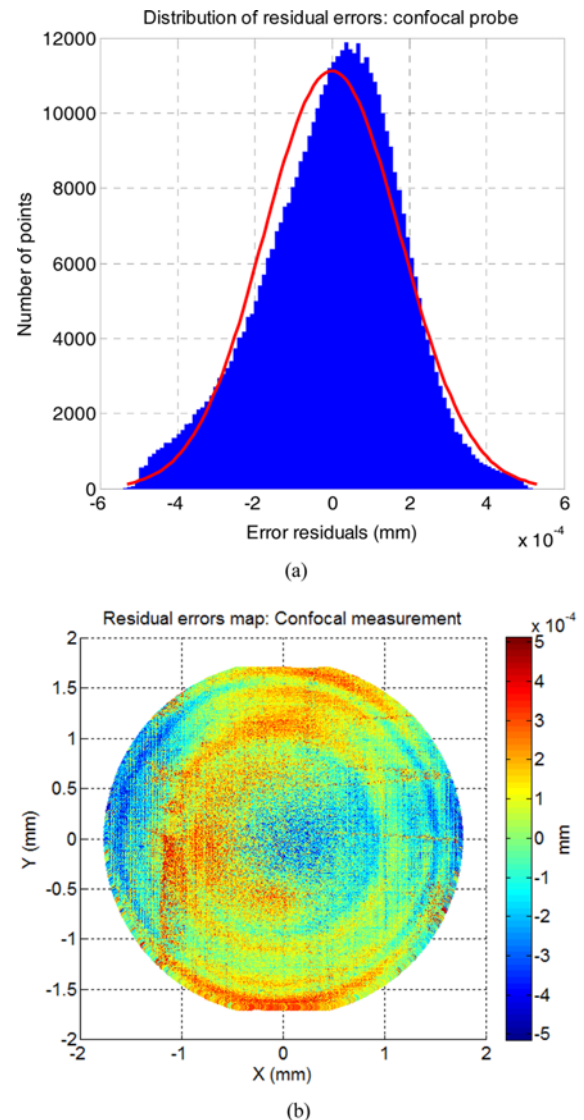 Distribution of residual errors: confocal probe
12000
10000
8000
6000
4000
2000
0
Number of points
-6 -4 -2 0 2 4 6
Error residuals (mm)
x 10-4
(a)
Residual errors map: Confocal measurement
x 10-4
2
1.5
1
0.5
0
-0.5
-1
-1.5
-2
Y (mm)
-2 -1 0 1 2
X (mm)
5
4
3
2
1
0
-1
-2
-3
-4
-5
mm
(b)